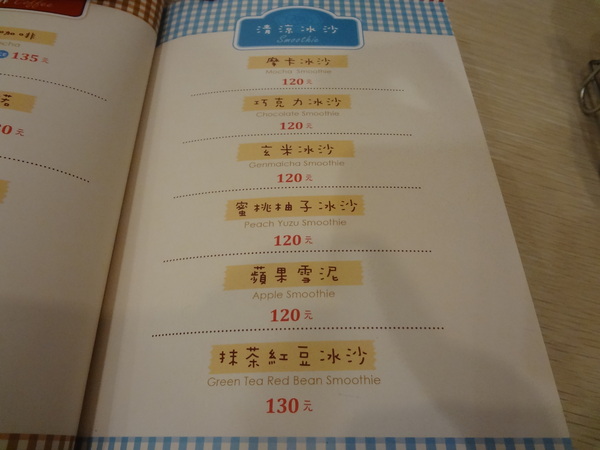 Coffee
135元
若
清涼冰沙
Smoothie
摩卡冰沙
Mocha Smoothie
120元
巧克力冰沙
Chocolate Smoothie
120元
玄米冰沙
Genmaicha Smoothie
120元
蜜桃柚子冰沙
Peach Yuzu Smoothie
120元
蘋果雪泥
Apple Smoothie
120元
抹茶紅豆冰沙
Green Tea Red Bean Smoothie
130元